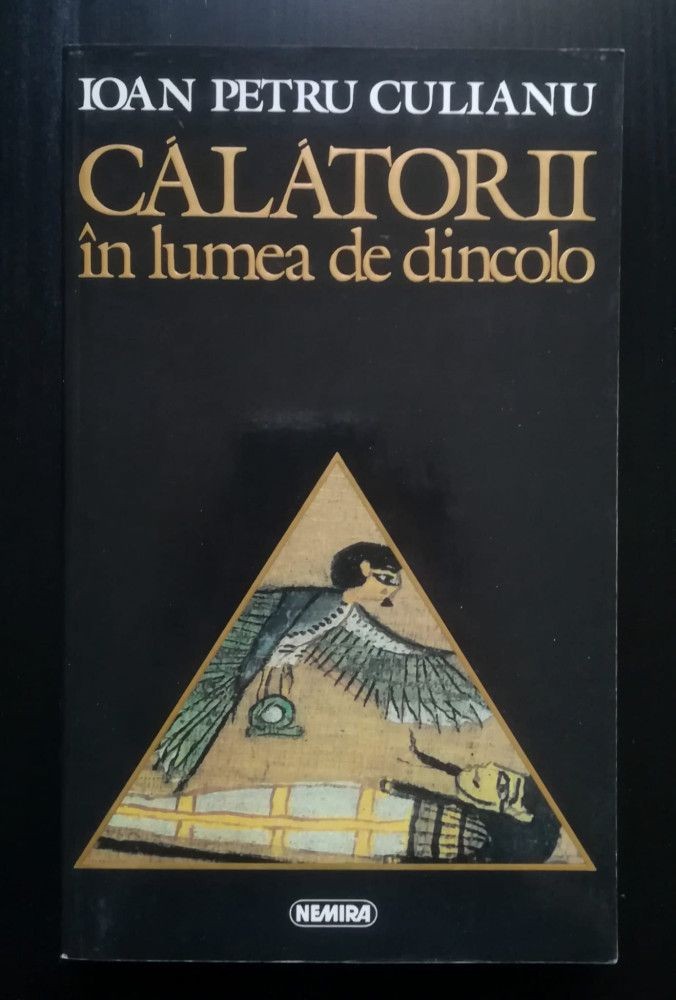 IOAN PETRU CULIANU
CĂLĂTORII
în lumea de dincolo
NEMIRA